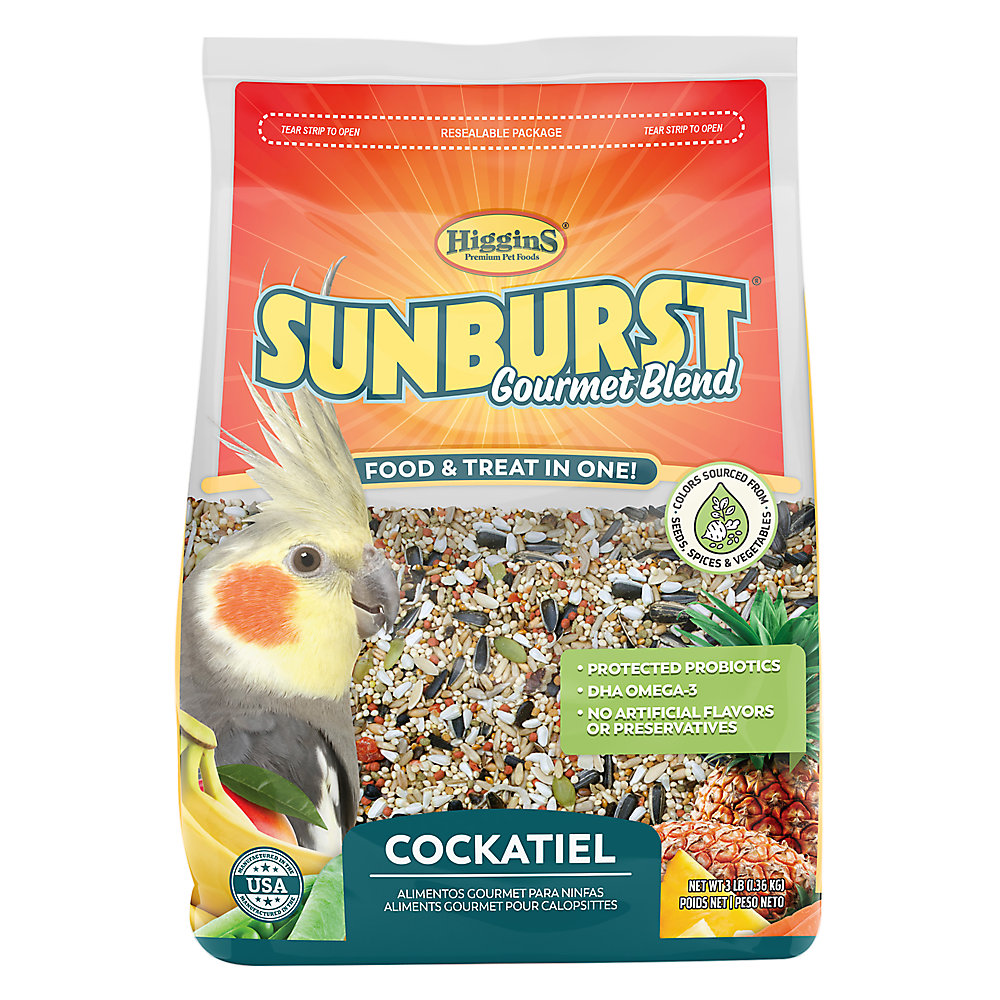 TEAR STRIP TO OPEN RESEALABLE PACKAGE TEAR STRIP TO OPEN
HigginS®
Premium Pet Foods
SUNBURST®
Gourmet Blend
FOOD & TREAT IN ONE!
• COLORS SOURCED FROM •
SEEDS, SPICES & VEGETABLES
• PROTECTED PROBIOTICS
• DHA OMEGA-3
• NO ARTIFICIAL FLAVORS
OR PRESERVATIVES
COCKATIEL
ALIMENTOS GOURMET PARA NINFAS
ALIMENTS GOURMET POUR CALOPSITTES
MANUFACTURED IN THE
USA
MANUFACTURED IN THE
NET WT 3 LB (1.36 KG)
POIDS NET | PESO NETO